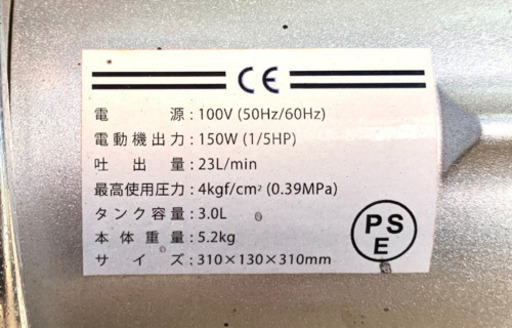 CE
電源:100V (50Hz/60Hz)
電動機出力:150W (1/5HP)
吐出量:23L/min
最高使用圧力:4kgf/cm² (0.39MPa)
タンク容量:3.0L
本体重量:5.2kg
サイズ:310×130×310mm
PS
E